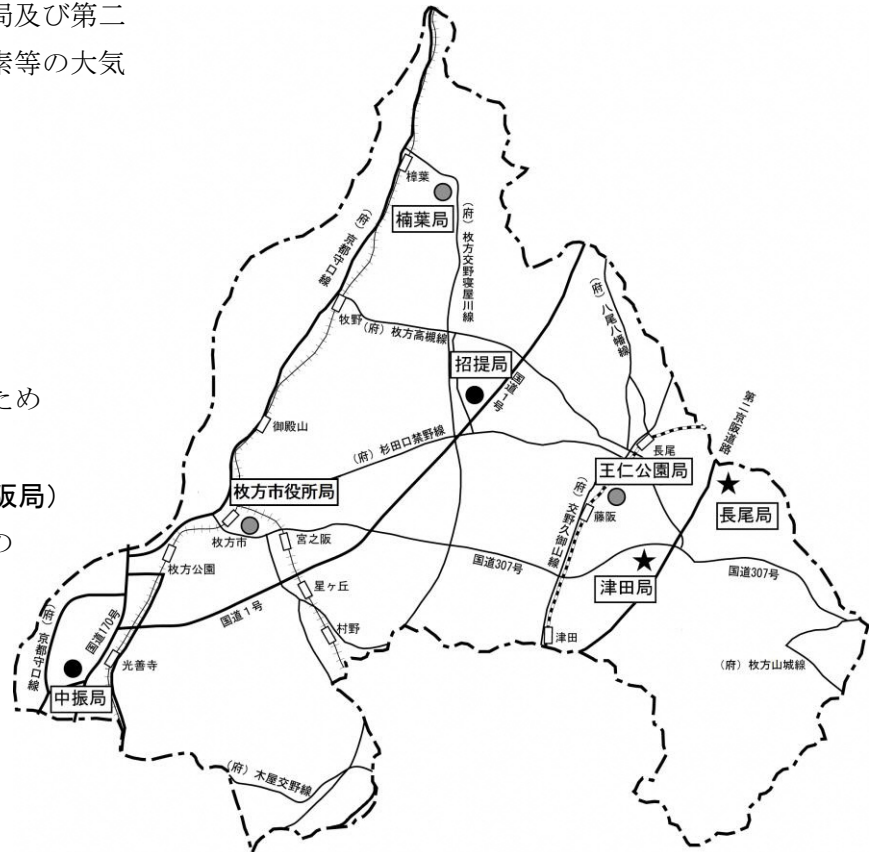 局及び第二
素等の大気
ため
阪局）
の
樟葉
楠葉局
（府）京都守口線
（府）枚方交野寝屋川線
牧野
（府）枚方高槻線
招提局
国道1号
（府）八尾八幡線
第二京阪道路
御殿山
（府）杉田口禁野線
長尾
王仁公園局
枚方市役所局
藤阪
長尾局
（府）交野久御山線
枚方市
宮之阪
枚方公園
国道307号
津田局
国道307号
星ヶ丘
国道1号
村野
津田
国道170号
（府）京都守口線
光善寺
（府）枚方山城線
中振局
（府）木屋交野線